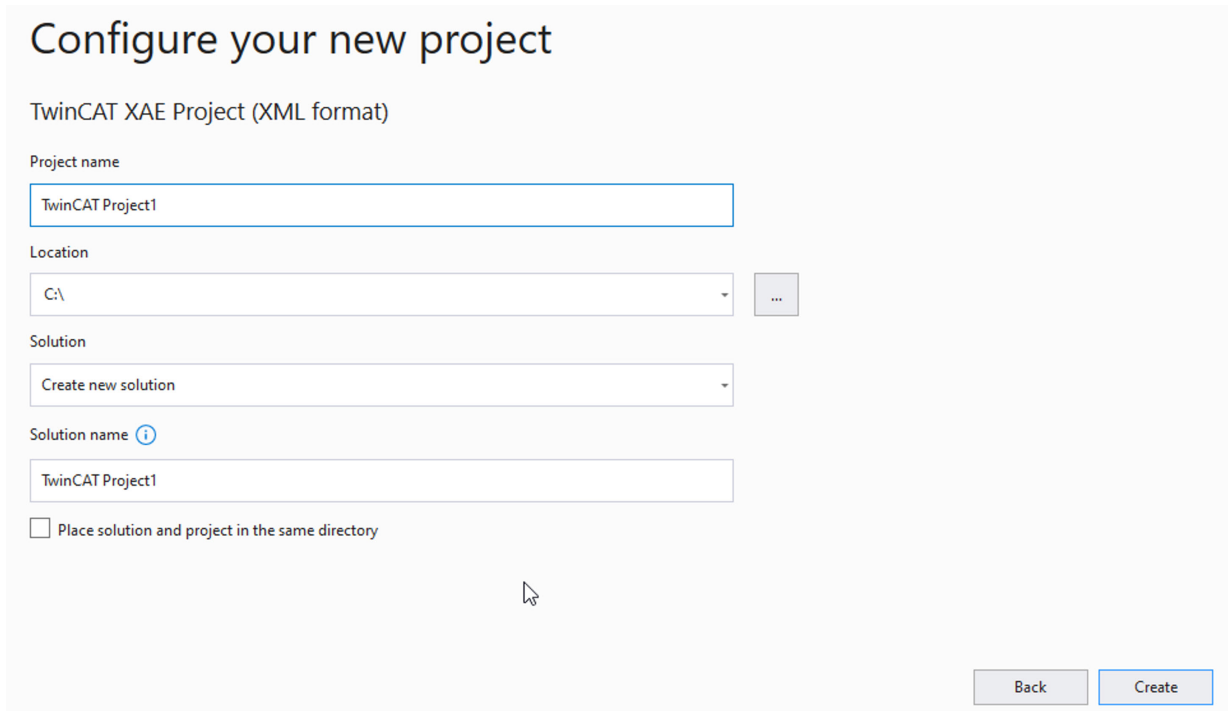 Configure your new project
TwinCAT XAE Project (XML format)
Project name
TwinCAT Project1
Location
C:\
...
Solution
Create new solution
Solution name
TwinCAT Project1
Place solution and project in the same directory
Back
Create